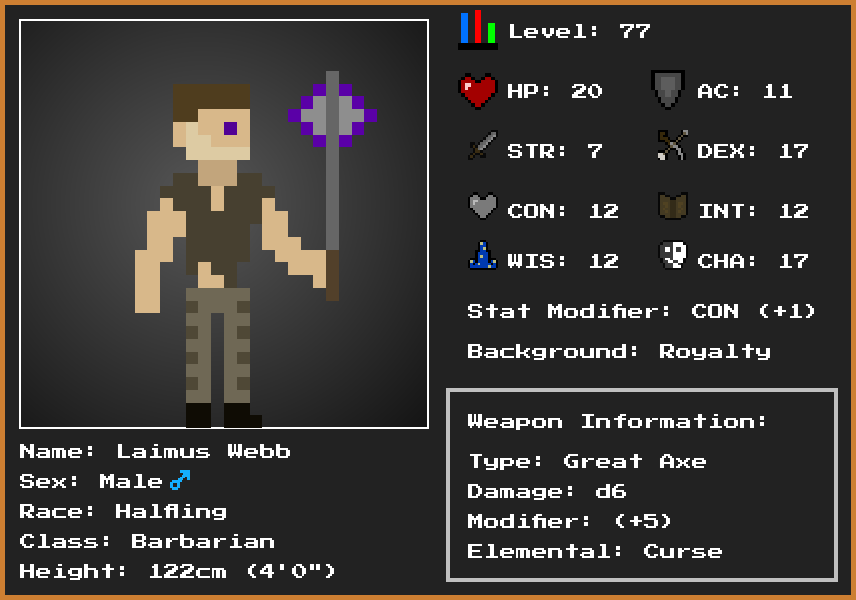 Level: 77
HP: 20 AC: 11
STR: 7 DEX: 17
CON: 12 INT: 12
WIS: 12 CHA: 17
Stat Modifier: CON (+1)
Background: Royalty
Weapon Information:
Type: Great Axe
Damage: d6
Modifier: (+5)
Elemental: Curse
Name: Laimus Webb
Sex: Male♂
Race: Halfling
Class: Barbarian
Height: 122cm (4'0")